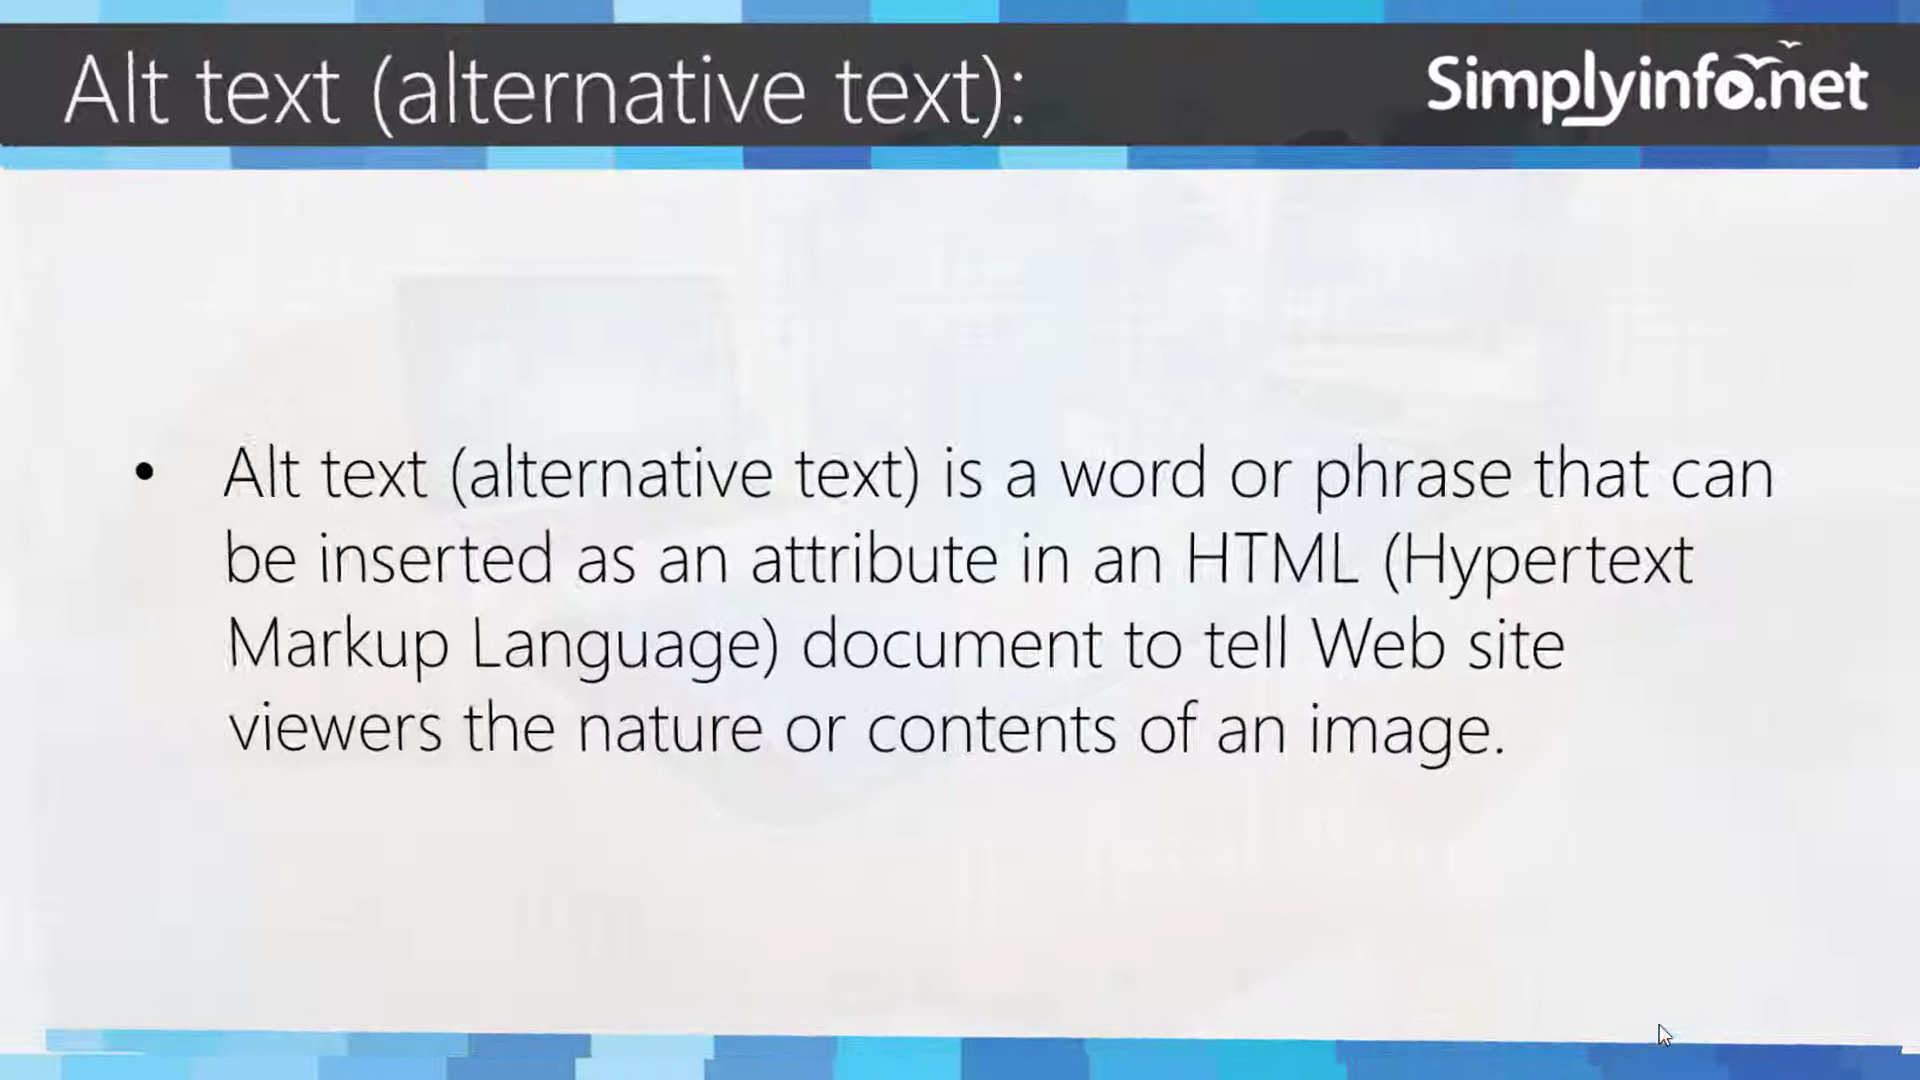 Alt text (alternative text):
Simplyinfo.net
• Alt text (alternative text) is a word or phrase that can
be inserted as an attribute in an HTML (Hypertext
Markup Language) document to tell Web site
viewers the nature or contents of an image.